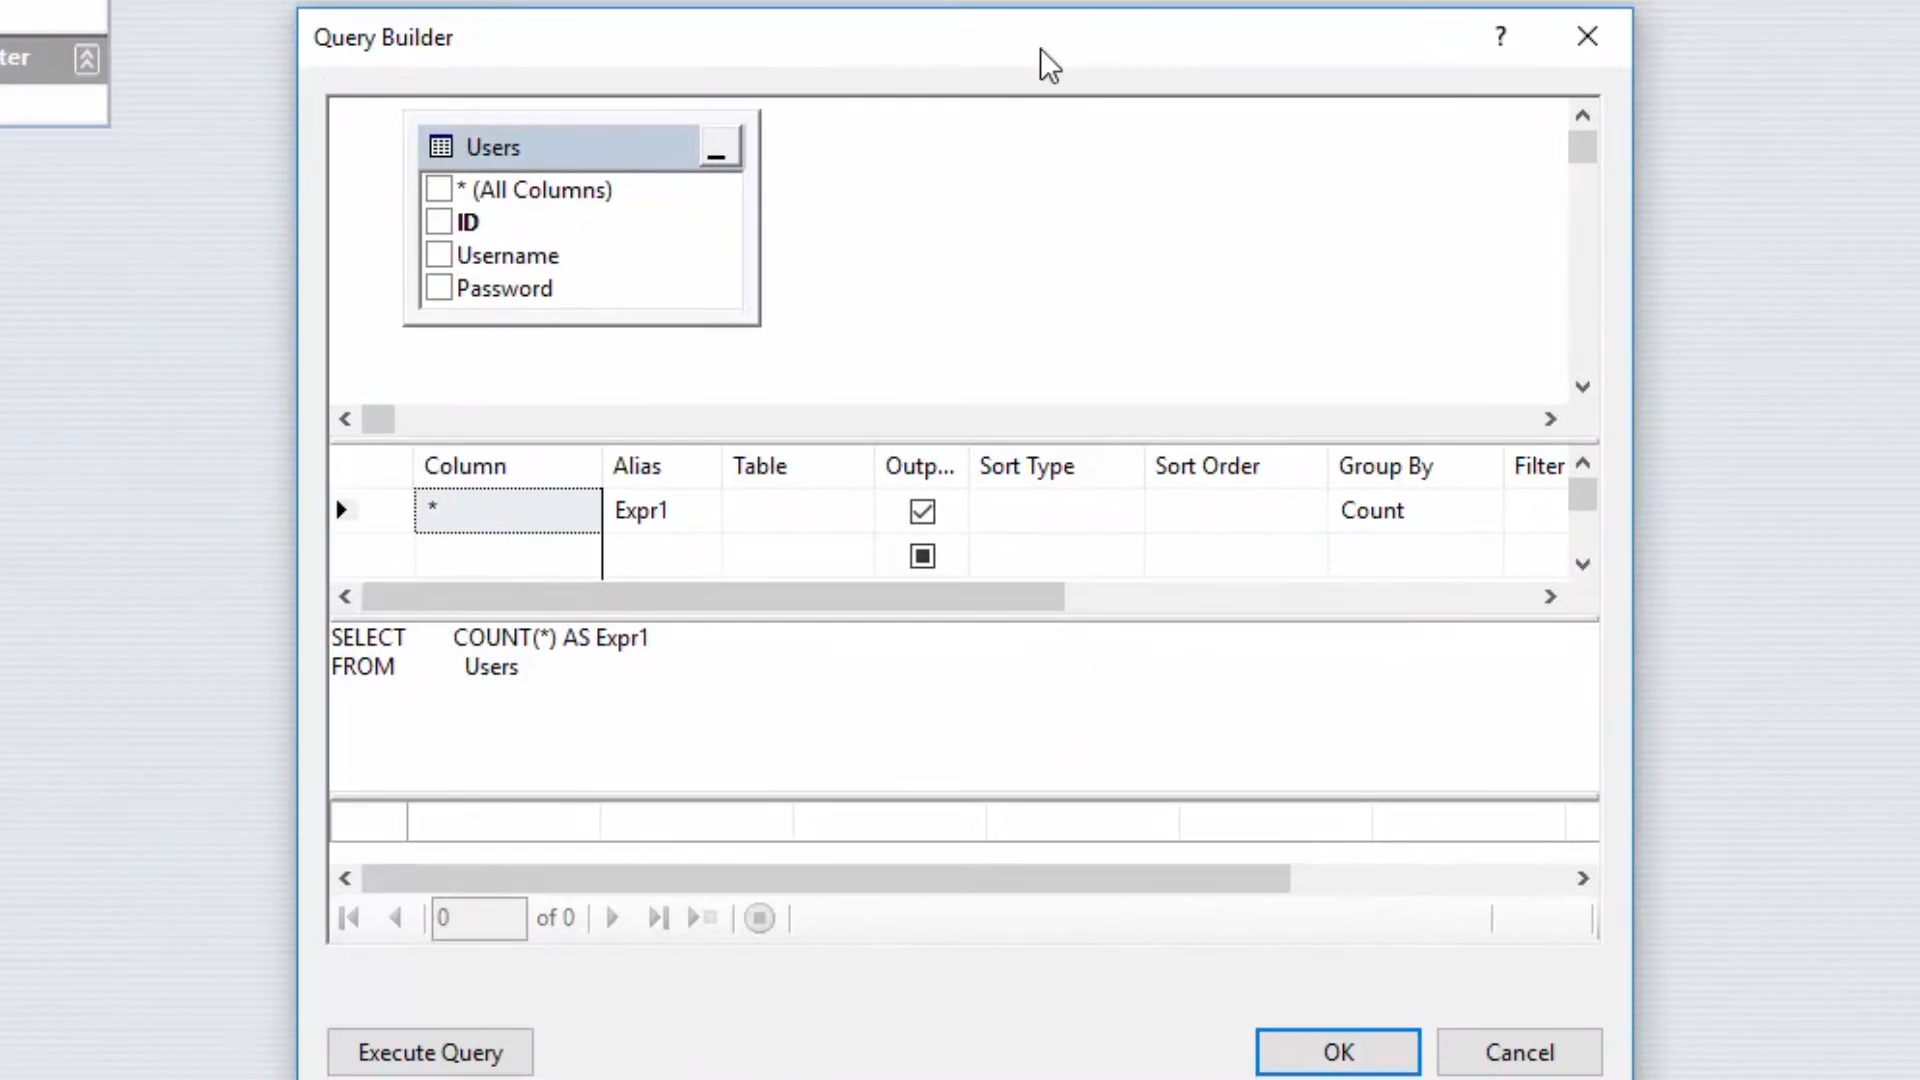 ter
Query Builder
?
Users
* (All Columns)
ID
Username
Password
Column Alias Table Outp... Sort Type Sort Order Group By Filter
* Expr1 Count
SELECT COUNT(*) AS Expr1
FROM Users
0 of 0
Execute Query OK Cancel